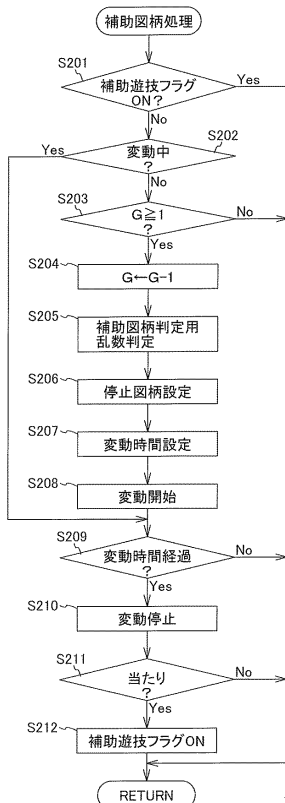 補助図柄処理
S201
補助遊技フラグ
ON?
Yes
No
S202
Yes
変動中
?
No
S203
G≧1
?
No
Yes
S204
G←G-1
S205
補助図柄判定用
乱数判定
S206
停止図柄設定
S207
変動時間設定
S208
変動開始
S209
変動時間経過
?
No
Yes
S210
変動停止
S211
当たり
?
No
Yes
S212
補助遊技フラグON
RETURN